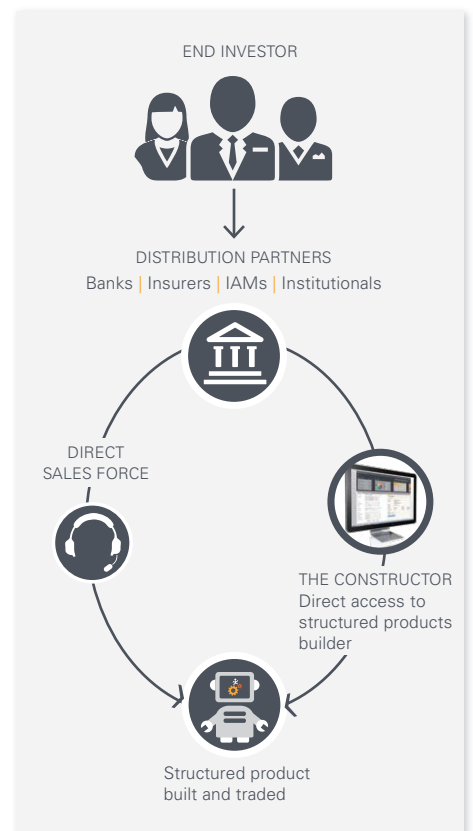 END INVESTOR
DISTRIBUTION PARTNERS
Banks | Insurers | IAMs | Institutionals
DIRECT
SALES FORCE
THE CONSTRUCTOR
Direct access to
structured products
builder
Structured product
built and traded